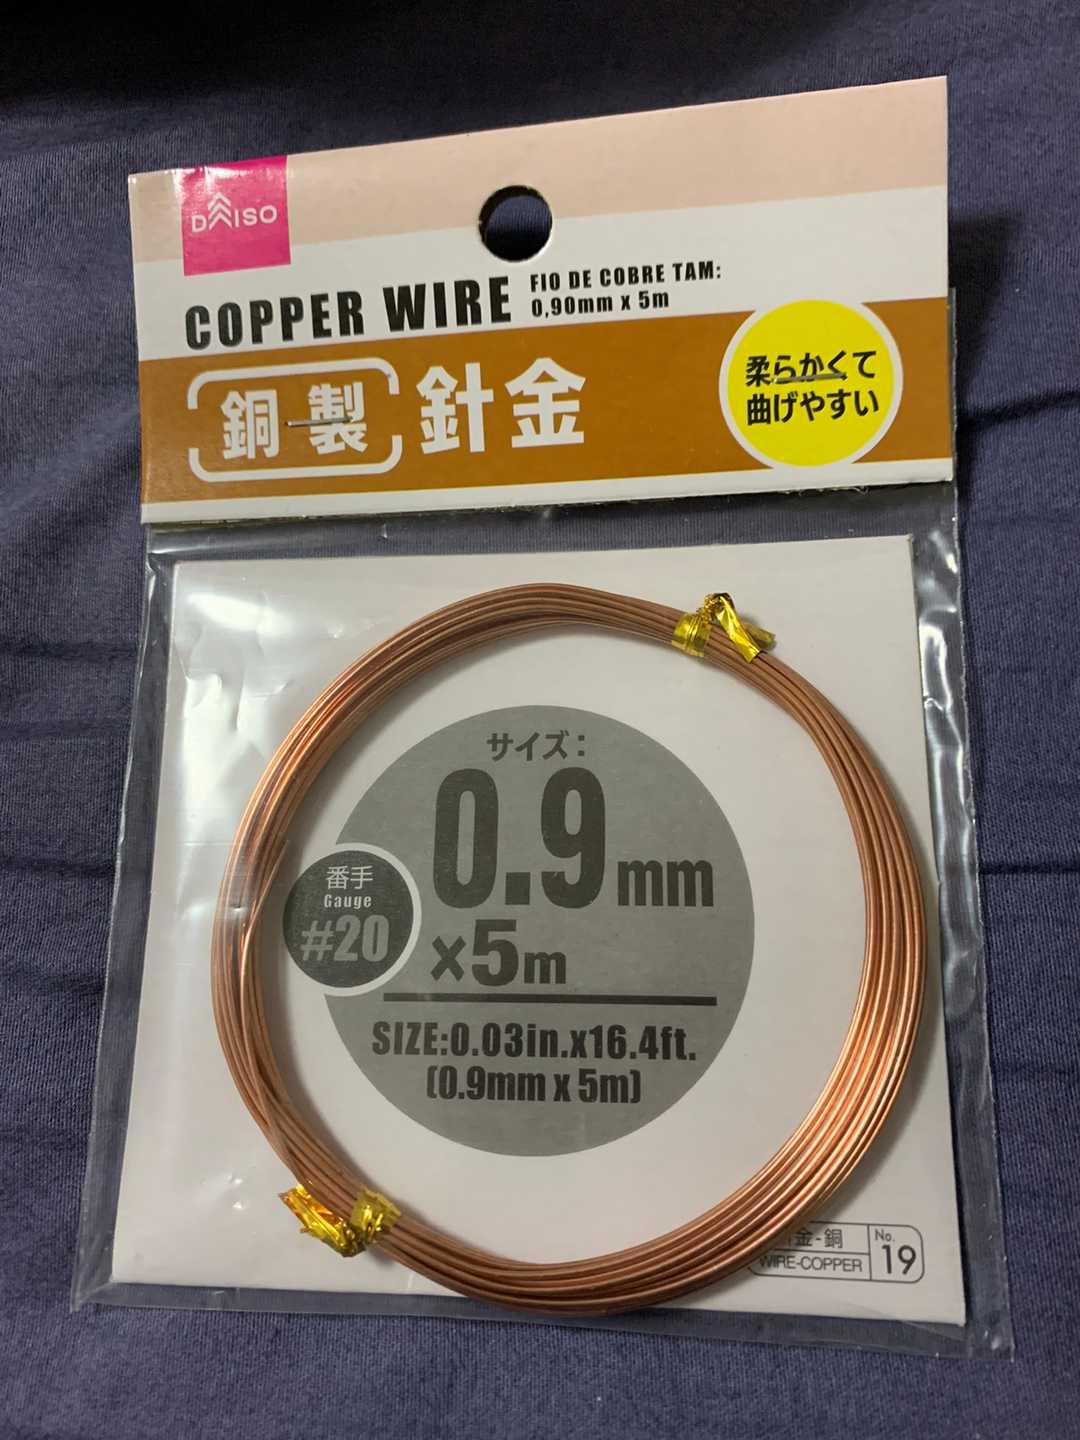 DAISO
COPPER WIRE
FIO DE COBRE TAM:
0,90mm x 5m
銅製 針金
柔らかくて
曲げやすい
サイズ:
0.9mm
×5m
番手
Gauge
#20
SIZE:0.03in.x16.4ft.
(0.9mm x 5m)
金-銅
WIRE-COPPER
No.
19